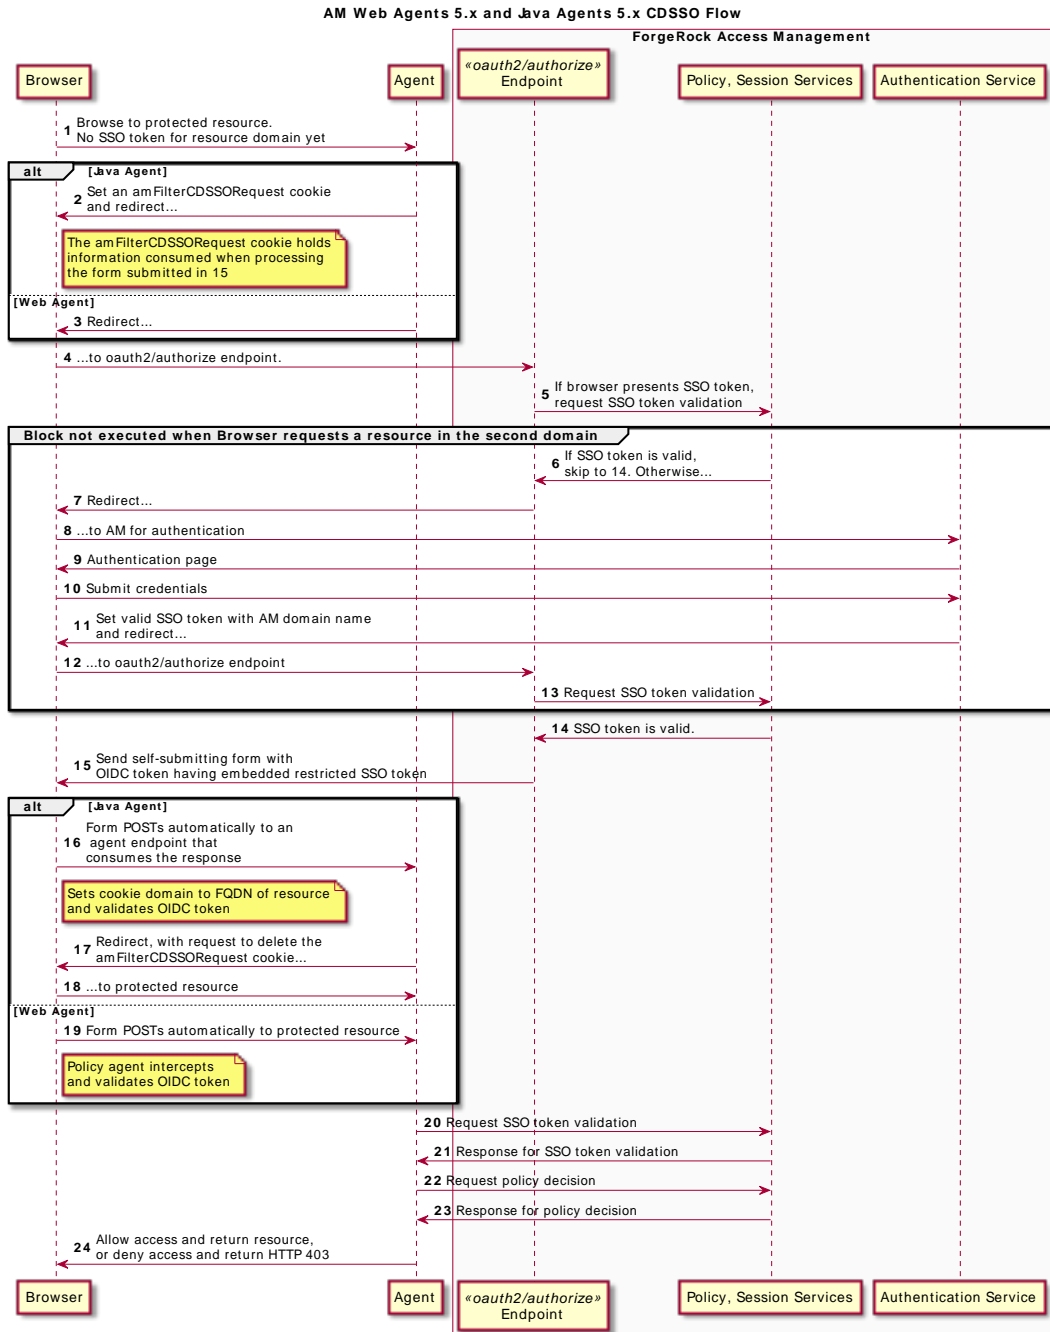 AM Web Agents 5.x and Java Agents 5.x CDSSO Flow
ForgeRock Access Management
Browser
Agent
«oauth2/authorize»
Endpoint
Policy, Session Services
Authentication Service
1 Browse to protected resource.
No SSO token for resource domain yet
alt [Java Agent]
2 Set an amFilterCDSSORequest cookie
and redirect...
The amFilterCDSSORequest cookie holds
information consumed when processing
the form submitted in 15
[Web Agent]
3 Redirect...
4 ...to oauth2/authorize endpoint.
5 If browser presents SSO token,
request SSO token validation
Block not executed when Browser requests a resource in the second domain
6 If SSO token is valid,
skip to 14. Otherwise...
7 Redirect...
8 ...to AM for authentication
9 Authentication page
10 Submit credentials
11 Set valid SSO token with AM domain name
and redirect...
12 ...to oauth2/authorize endpoint
13 Request SSO token validation
14 SSO token is valid.
15 Send self-submitting form with
OIDC token having embedded restricted SSO token
alt [Java Agent]
16 Form POSTs automatically to an
agent endpoint that
consumes the response
Sets cookie domain to FQDN of resource
and validates OIDC token
17 Redirect, with request to delete the
amFilterCDSSORequest cookie...
18 ...to protected resource
[Web Agent]
19 Form POSTs automatically to protected resource
Policy agent intercepts
and validates OIDC token
20 Request SSO token validation
21 Response for SSO token validation
22 Request policy decision
23 Response for policy decision
24 Allow access and return resource,
or deny access and return HTTP 403
Browser
Agent
«oauth2/authorize»
Endpoint
Policy, Session Services
Authentication Service